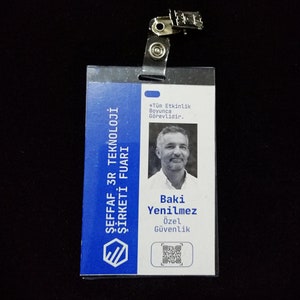 ŞEFFAF 3R TEKNOLOJİ
ŞİRKETİ FUARI
*Tüm Etkinlik
Boyunca
Görevlidir.
Baki
Yenilmez
Özel
Güvenlik